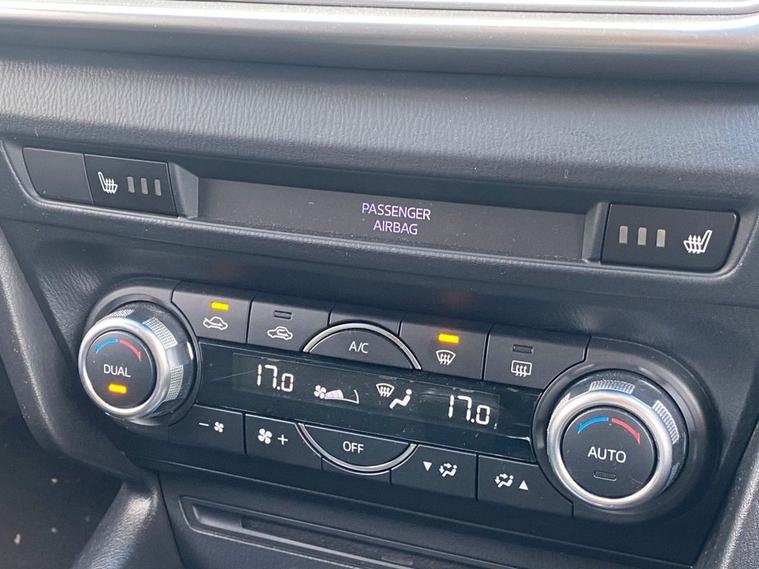 PASSENGER
AIRBAG
A/C
DUAL
17.0
17.0
AUTO
−
+
OFF